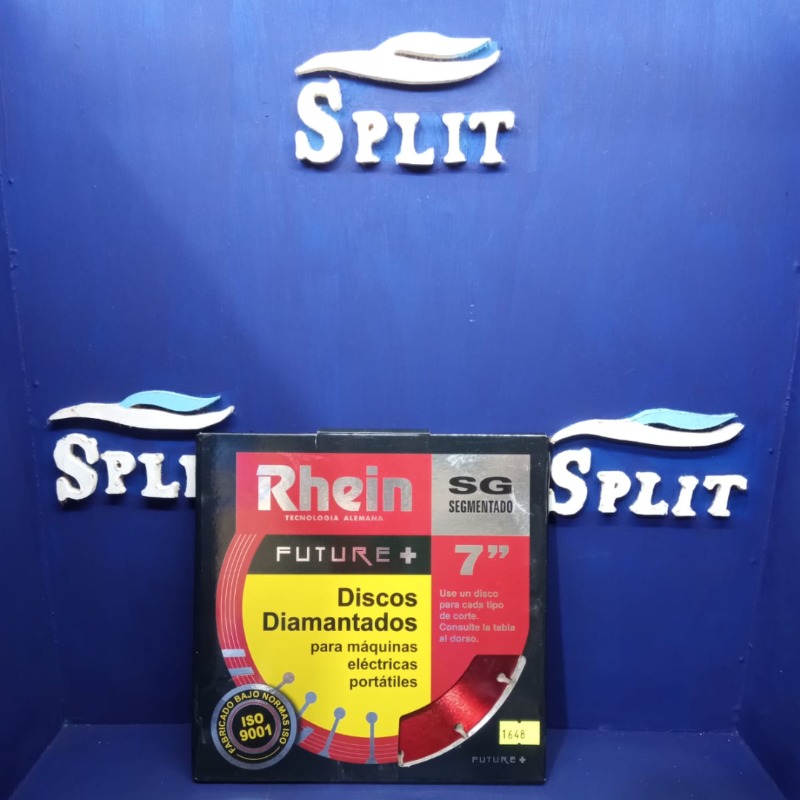 SPLIT
SPLI
SPLIT
Rhein
TECNOLOGIA ALEMANA
SG
SEGMENTADO
FUTURE+
7”
Discos
Diamantados
para máquinas
eléctricas
portátiles
Use un disco
para cada tipo
de corte.
Consulte la tabla
al dorso.
FABRICADO BAJO NORMAS ISO
ISO
9001
1648
FUTURE+